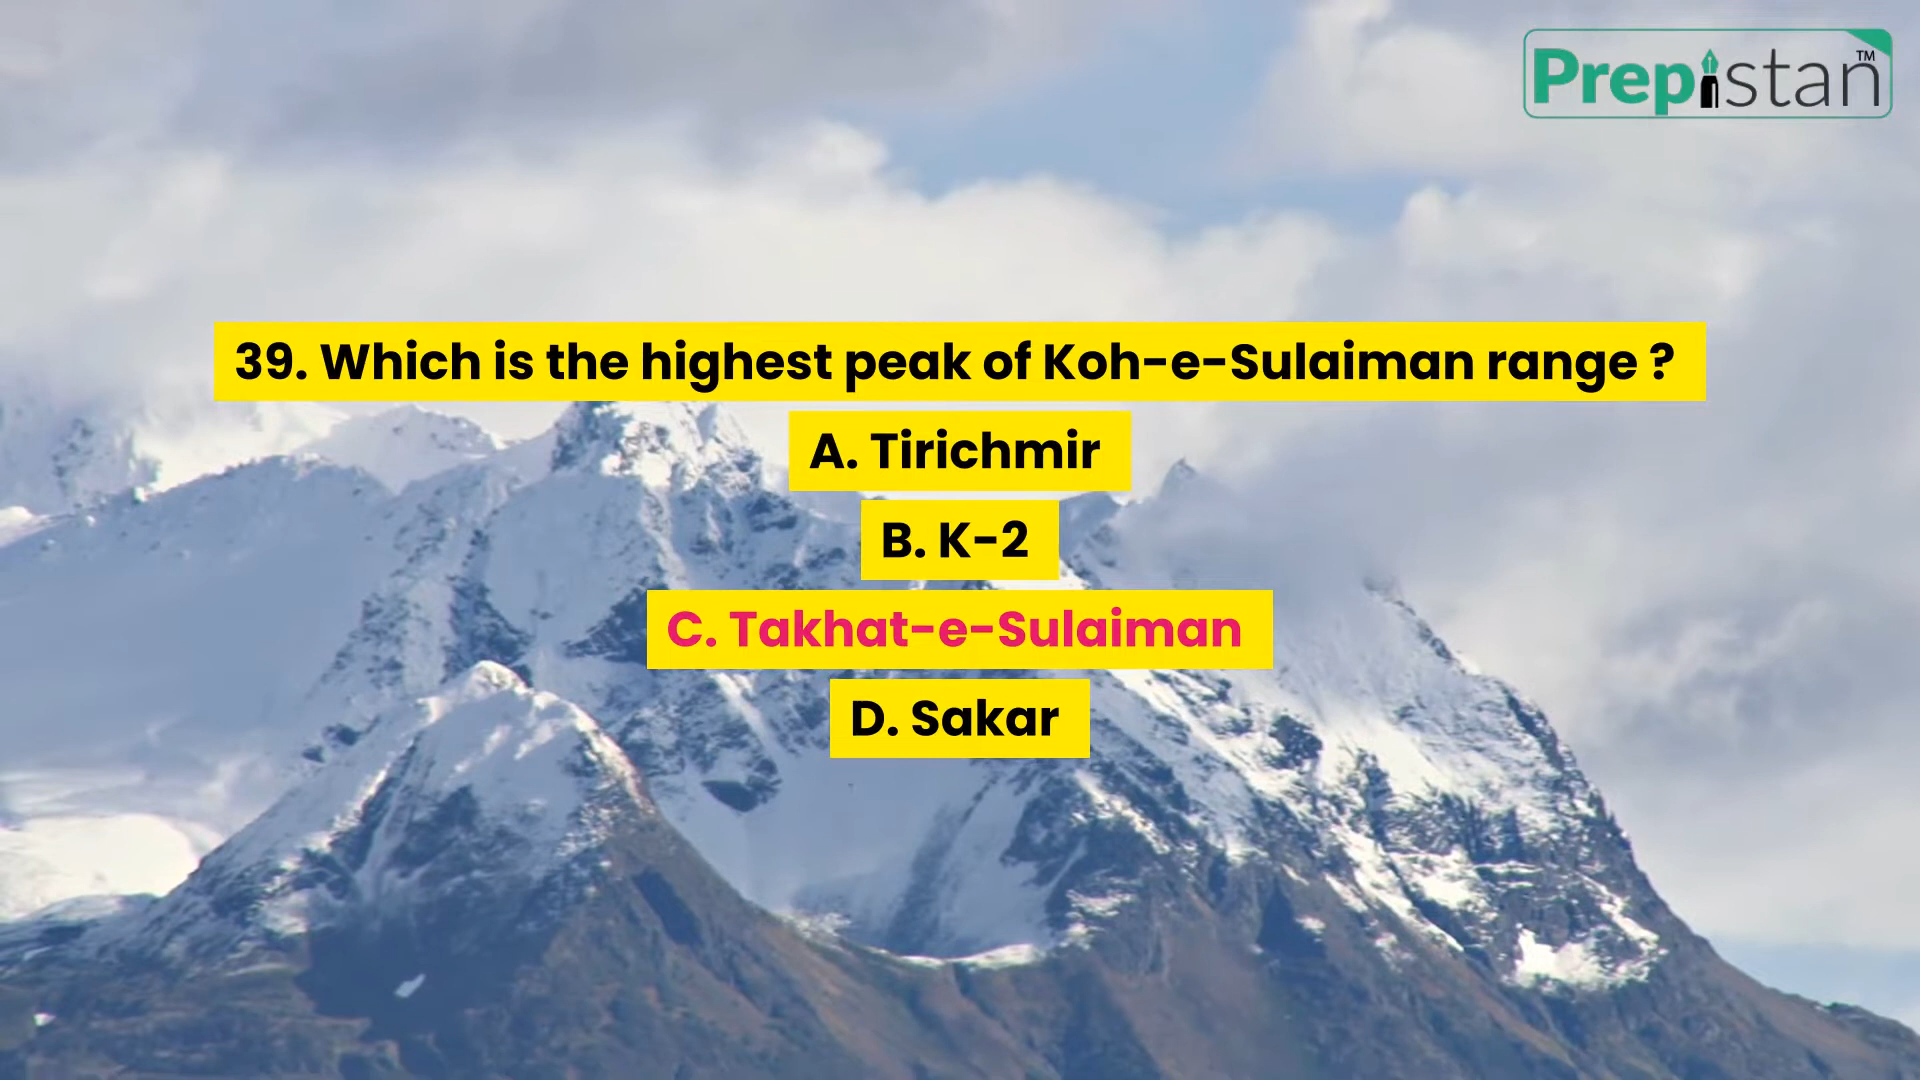 Prepistan™
39. Which is the highest peak of Koh-e-Sulaiman range ?
A. Tirichmir
B. K-2
C. Takhat-e-Sulaiman
D. Sakar